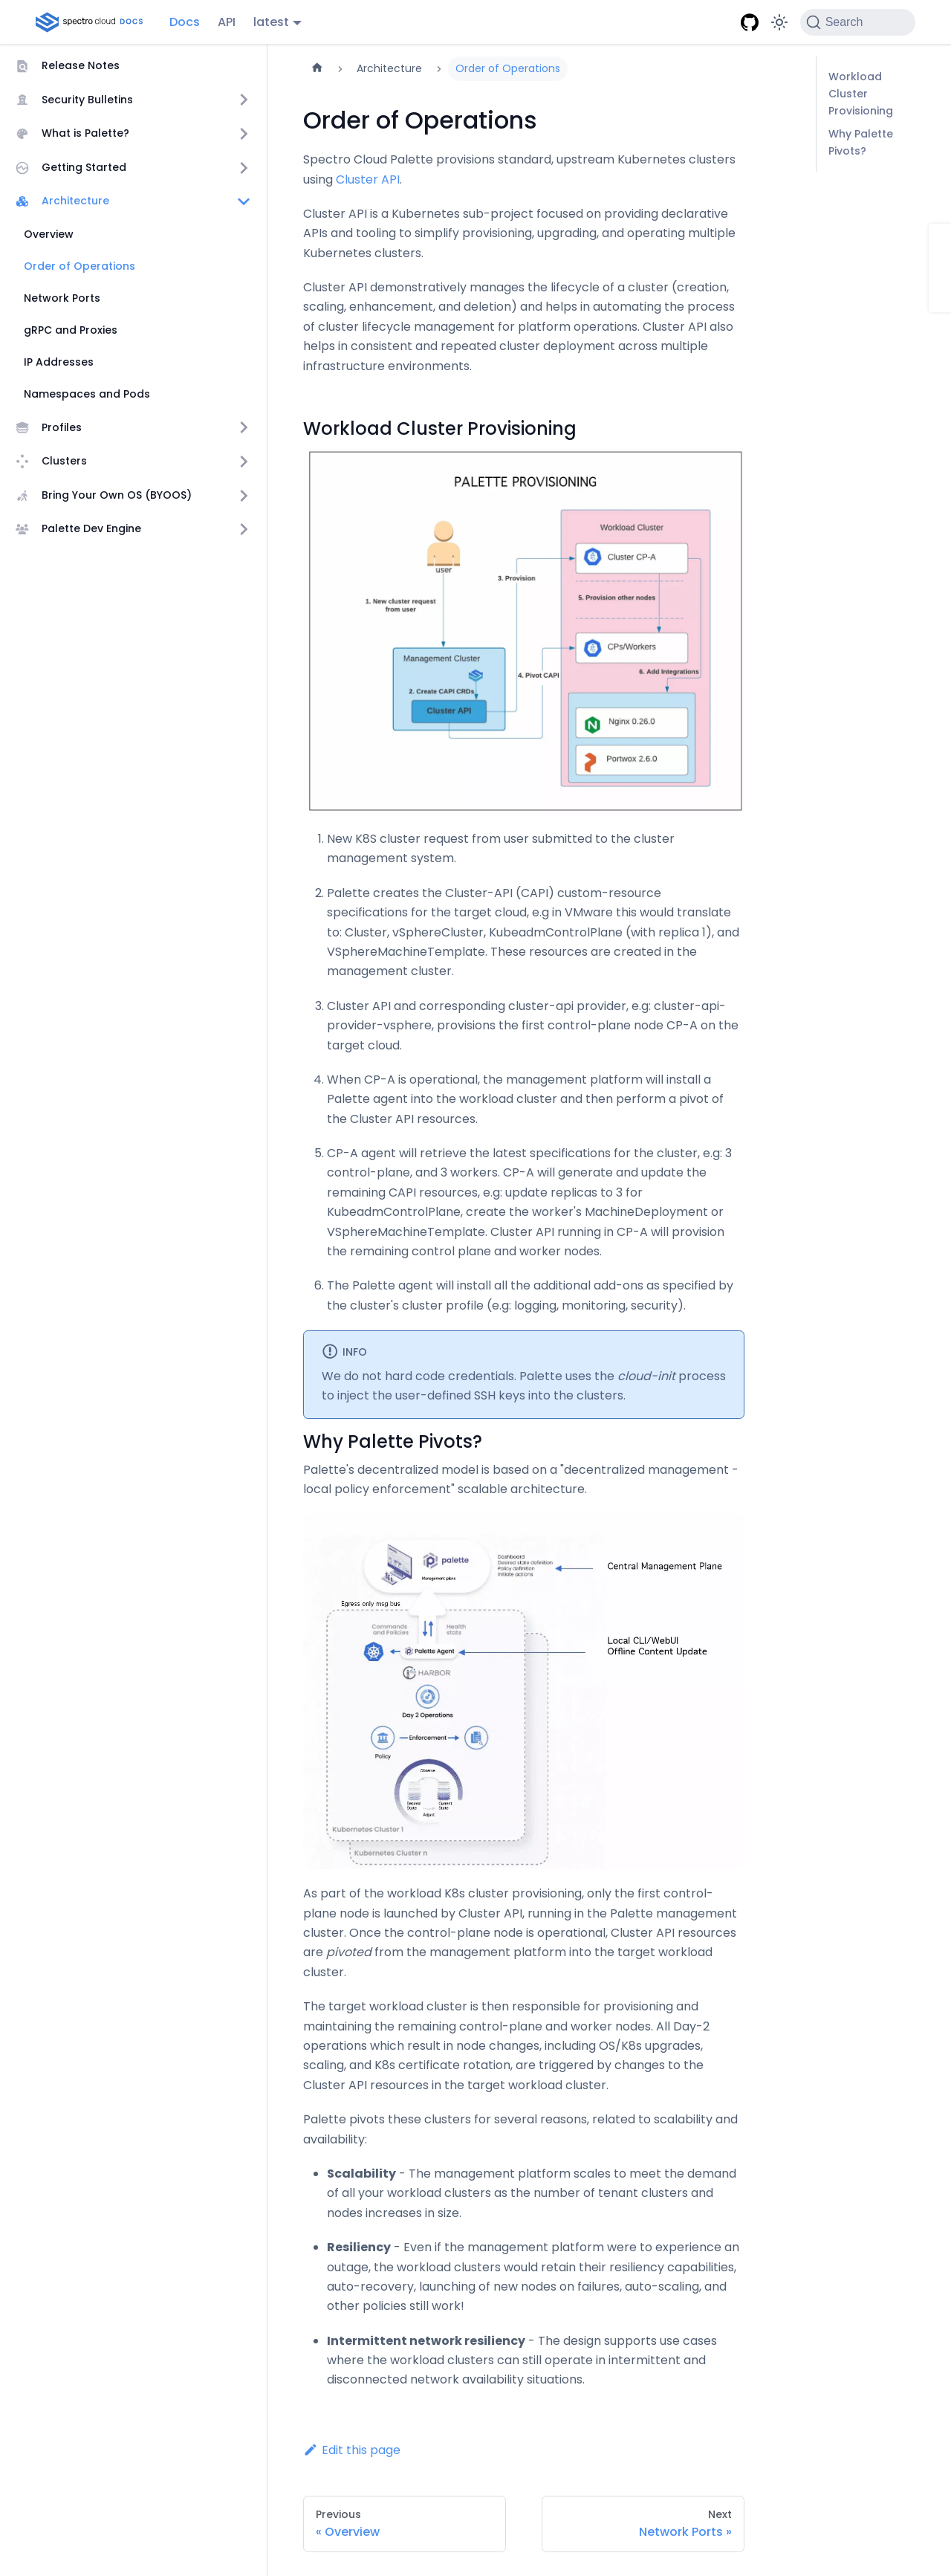 spectro cloud DOCS
Docs
API
latest
Search
Release Notes
Security Bulletins
What is Palette?
Getting Started
Architecture
Overview
Order of Operations
Network Ports
gRPC and Proxies
IP Addresses
Namespaces and Pods
Profiles
Clusters
Bring Your Own OS (BYOOS)
Palette Dev Engine
Architecture
Order of Operations
Workload
Cluster
Provisioning
Why Palette
Pivots?
Order of Operations
Spectro Cloud Palette provisions standard, upstream Kubernetes clusters
using Cluster API.
Cluster API is a Kubernetes sub-project focused on providing declarative
APIs and tooling to simplify provisioning, upgrading, and operating multiple
Kubernetes clusters.
Cluster API demonstratively manages the lifecycle of a cluster (creation,
scaling, enhancement, and deletion) and helps in automating the process
of cluster lifecycle management for platform operations. Cluster API also
helps in consistent and repeated cluster deployment across multiple
infrastructure environments.
Workload Cluster Provisioning
PALETTE PROVISIONING
user
1. New cluster request
from user
Management Cluster
2. Create CAPI CRDs
Cluster API
3. Provision
4. Pivot CAPI
Workload Cluster
Cluster CP-A
5. Provision other nodes
CPs/Workers
6. Add Integrations
Nginx 0.26.0
Portwox 2.6.0
1. New K8S cluster request from user submitted to the cluster
management system.
2. Palette creates the Cluster-API (CAPI) custom-resource
specifications for the target cloud, e.g in VMware this would translate
to: Cluster, vSphereCluster, KubeadmControlPlane (with replica 1), and
VSphereMachineTemplate. These resources are created in the
management cluster.
3. Cluster API and corresponding cluster-api provider, e.g: cluster-api-
provider-vsphere, provisions the first control-plane node CP-A on the
target cloud.
4. When CP-A is operational, the management platform will install a
Palette agent into the workload cluster and then perform a pivot of
the Cluster API resources.
5. CP-A agent will retrieve the latest specifications for the cluster, e.g: 3
control-plane, and 3 workers. CP-A will generate and update the
remaining CAPI resources, e.g: update replicas to 3 for
KubeadmControlPlane, create the worker's MachineDeployment or
VSphereMachineTemplate. Cluster API running in CP-A will provision
the remaining control plane and worker nodes.
6. The Palette agent will install all the additional add-ons as specified by
the cluster's cluster profile (e.g: logging, monitoring, security).
INFO
We do not hard code credentials. Palette uses the cloud-init process
to inject the user-defined SSH keys into the clusters.
Why Palette Pivots?
Palette's decentralized model is based on a "decentralized management -
local policy enforcement" scalable architecture.
palette
Management plane
Dashboard
Desired state definition
Policy definition
Initiate actions
Central Management Plane
Egress only msg bus
Commands
and Policies
Health
stats
Palette Agent
Local CLI/WebUI
Offline Content Update
HARBOR
Day 2 Operations
Enforcement
Policy
Observe
Desired
State
Current
State
Adjust
Kubernetes Cluster 1
Kubernetes Cluster n
As part of the workload K8s cluster provisioning, only the first control-
plane node is launched by Cluster API, running in the Palette management
cluster. Once the control-plane node is operational, Cluster API resources
are pivoted from the management platform into the target workload
cluster.
The target workload cluster is then responsible for provisioning and
maintaining the remaining control-plane and worker nodes. All Day-2
operations which result in node changes, including OS/K8s upgrades,
scaling, and K8s certificate rotation, are triggered by changes to the
Cluster API resources in the target workload cluster.
Palette pivots these clusters for several reasons, related to scalability and
availability:
Scalability - The management platform scales to meet the demand
of all your workload clusters as the number of tenant clusters and
nodes increases in size.
Resiliency - Even if the management platform were to experience an
outage, the workload clusters would retain their resiliency capabilities,
auto-recovery, launching of new nodes on failures, auto-scaling, and
other policies still work!
Intermittent network resiliency - The design supports use cases
where the workload clusters can still operate in intermittent and
disconnected network availability situations.
Edit this page
Previous
« Overview
Next
Network Ports »